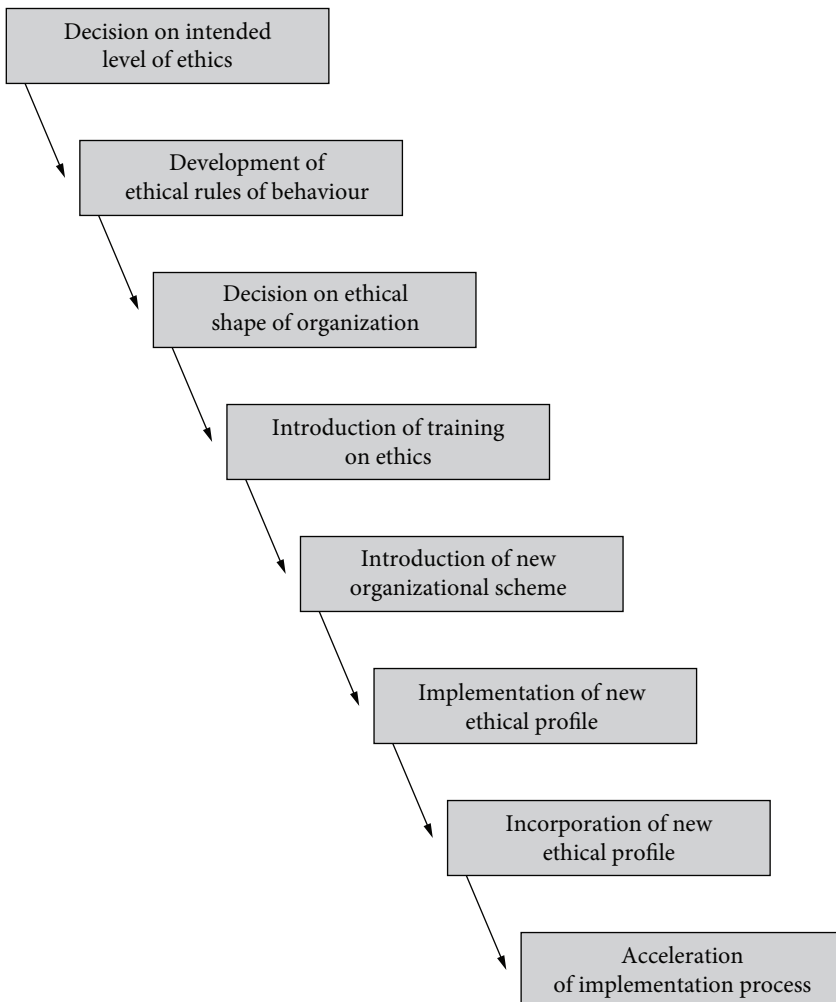 Decision on intended
level of ethics
Development of
ethical rules of behaviour
Decision on ethical
shape of organization
Introduction of training
on ethics
Introduction of new
organizational scheme
Implementation of new
ethical profile
Incorporation of new
ethical profile
Acceleration
of implementation process